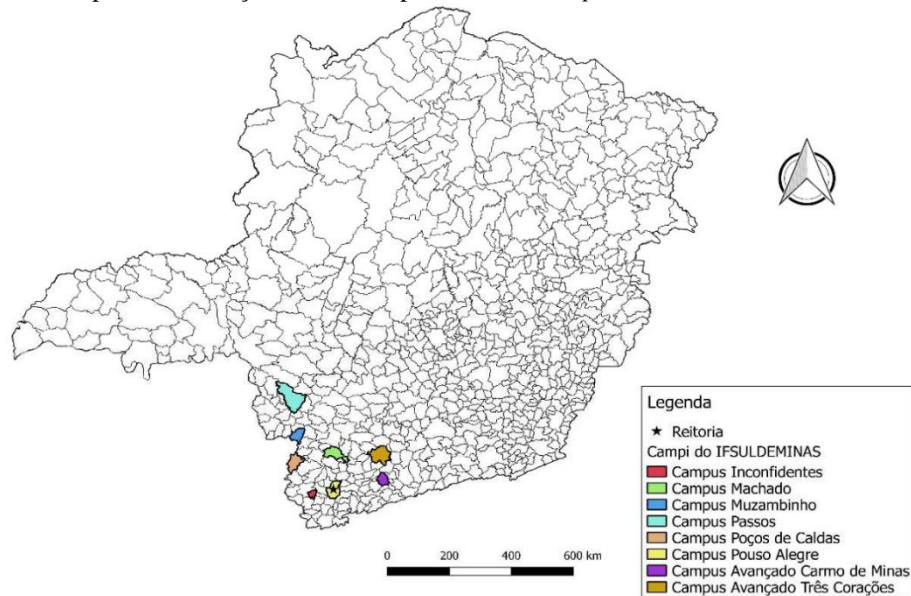 Legenda
Reitoria
Campi do IFSULDEMINAS
Campus Inconfidentes
Campus Machado
Campus Muzambinho
Campus Passos
Campus Poços de Caldas
Campus Pouso Alegre
Campus Avançado Carmo de Minas
Campus Avançado Três Corações
0 200 400 600 km